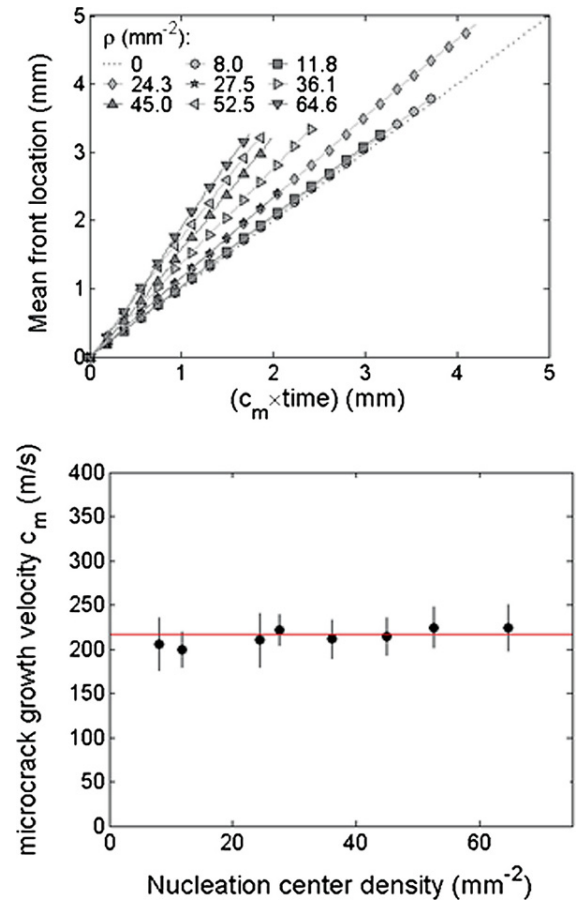 5
4
3
2
1
0
Mean front location (mm)
ρ (mm⁻²):
0 8.0 11.8
24.3 27.5 36.1
45.0 52.5 64.6
0 1 2 3 4 5
(cₘ×time) (mm)
400
350
300
250
200
150
100
50
0
microcrack growth velocity cₘ (m/s)
0 20 40 60
Nucleation center density (mm⁻²)